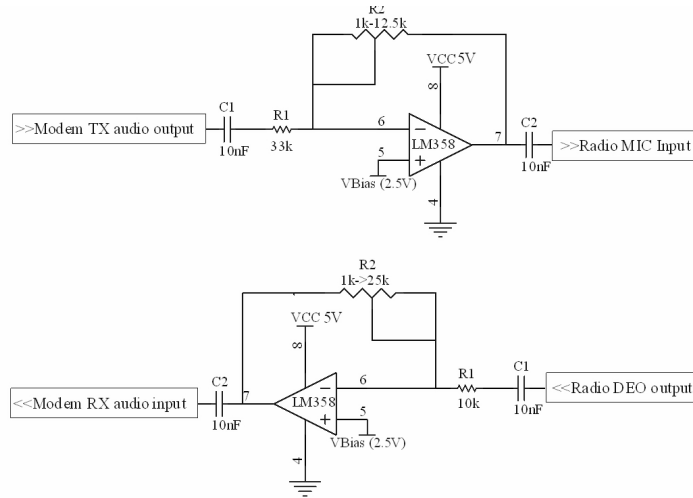 R2
1k-12.5k
VCC 5V
8
C1
R1
6
7
C2
>>Modem TX audio output
LM358
>>Radio MIC Input
10nF
33k
5
10nF
VBias (2.5V)
4
R2
1k->25k
VCC 5V
8
C2
7
6
R1
C1
<<Modem RX audio input
LM358
<<Radio DEO output
10nF
5
10k
10nF
VBias (2.5V)
4